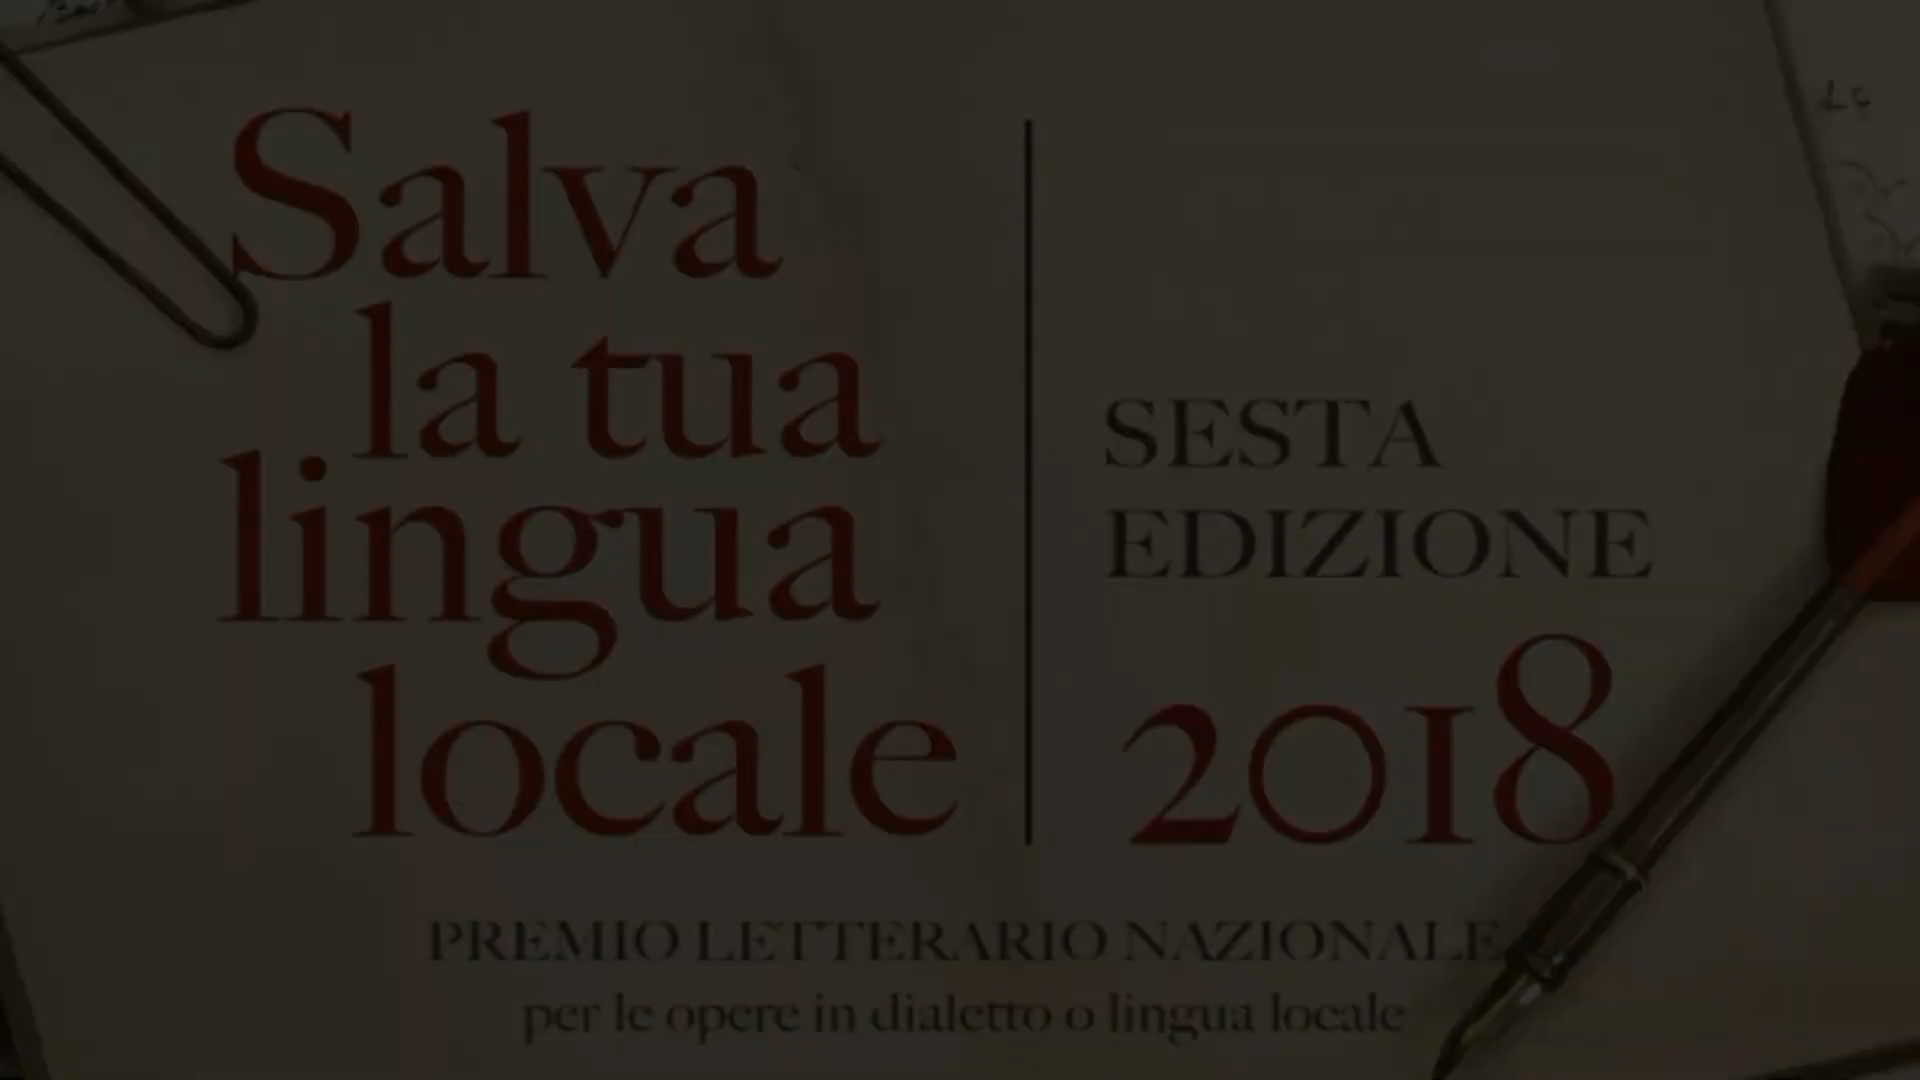 Salva
la tua
lingua
locale
SESTA
EDIZIONE
2018
PREMIO LETTERARIO NAZIONALE
per le opere in dialetto o lingua locale